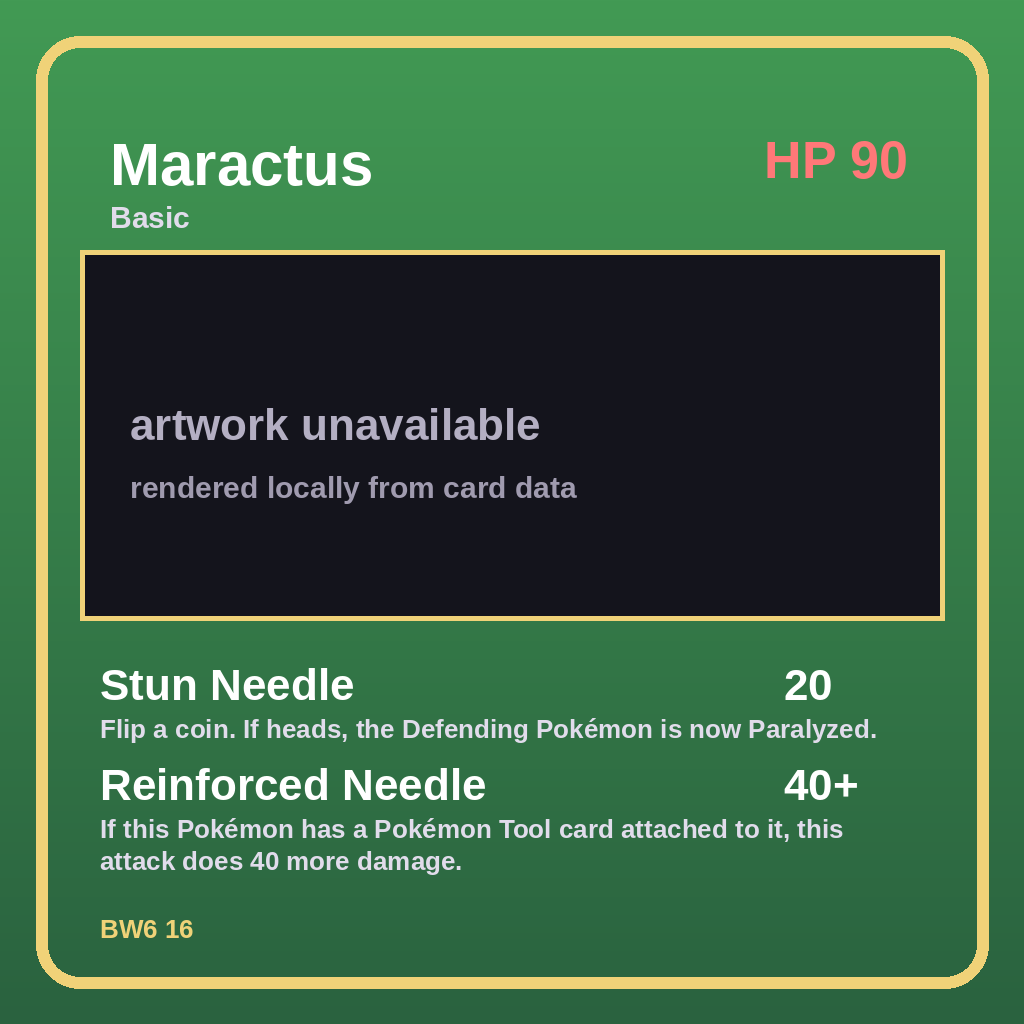 Maractus
HP 90
Basic
artwork unavailable
rendered locally from card data
Stun Needle
20
Flip a coin. If heads, the Defending Pokémon is now Paralyzed.
Reinforced Needle
40+
If this Pokémon has a Pokémon Tool card attached to it, this
attack does 40 more damage.
BW6 16